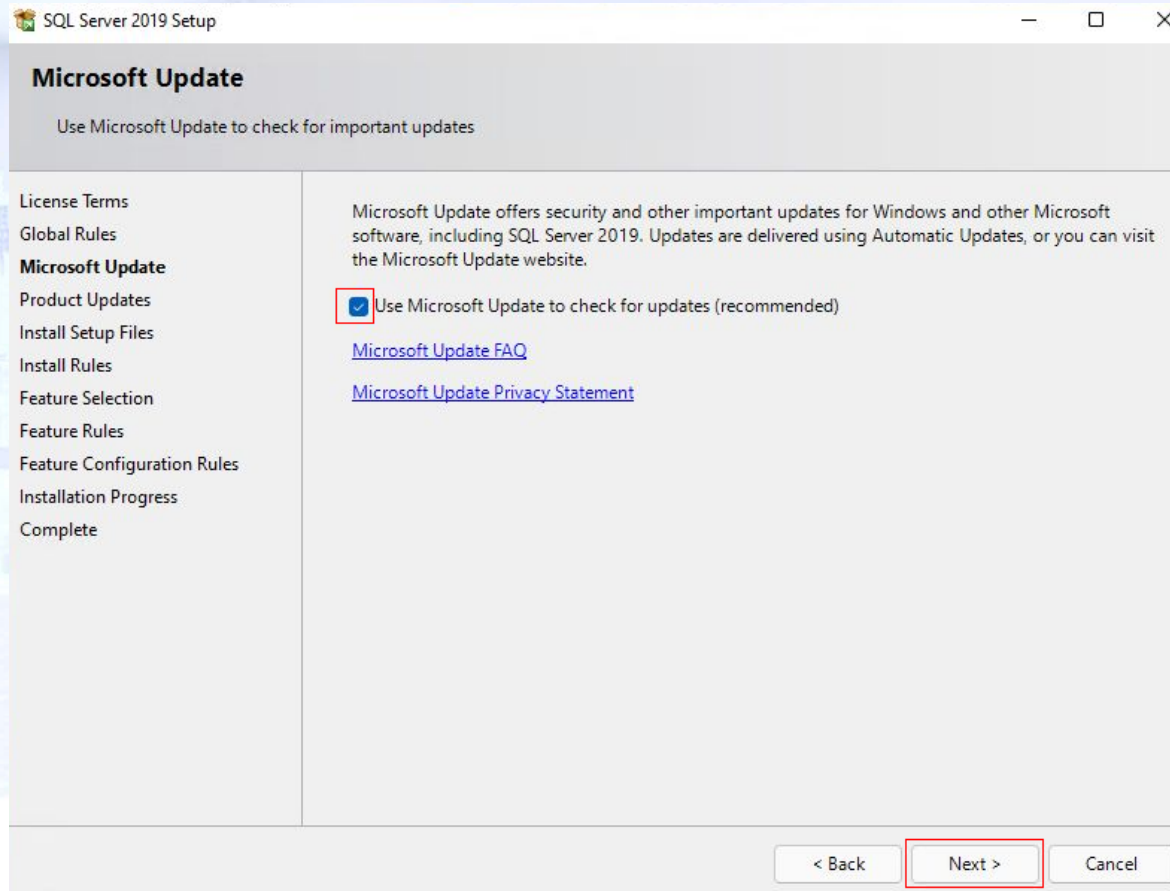 SQL Server 2019 Setup
Microsoft Update
Use Microsoft Update to check for important updates
License Terms
Global Rules
Microsoft Update
Product Updates
Install Setup Files
Install Rules
Feature Selection
Feature Rules
Feature Configuration Rules
Installation Progress
Complete
Microsoft Update offers security and other important updates for Windows and other Microsoft
software, including SQL Server 2019. Updates are delivered using Automatic Updates, or you can visit
the Microsoft Update website.
Use Microsoft Update to check for updates (recommended)
Microsoft Update FAQ
Microsoft Update Privacy Statement
< Back
Next >
Cancel